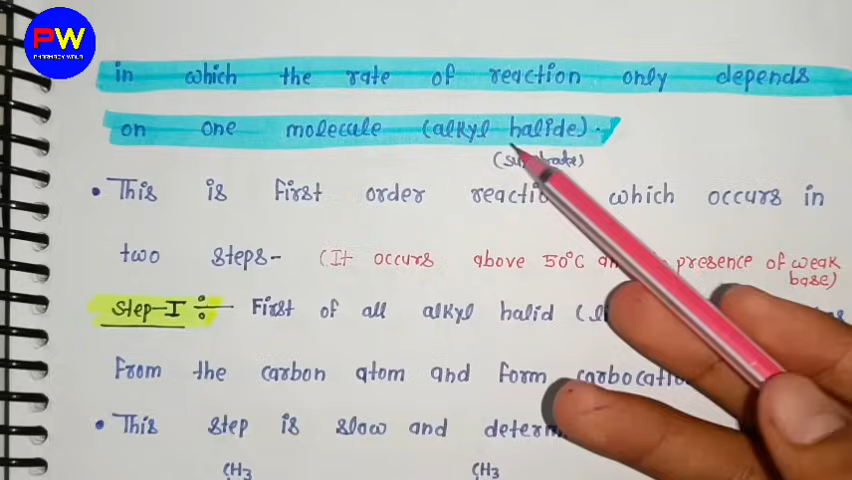 PW
PHARMACY WALA
in which the rate of reaction only depends
on one molecule (alkyl halide).
• This is first order which occurs in
two steps- (It occurs above 50°C presence of weak
base)
Step-I ÷ First of all alkyl halid
From the carbon atom and form
• This step is slow and
CH3 CH3